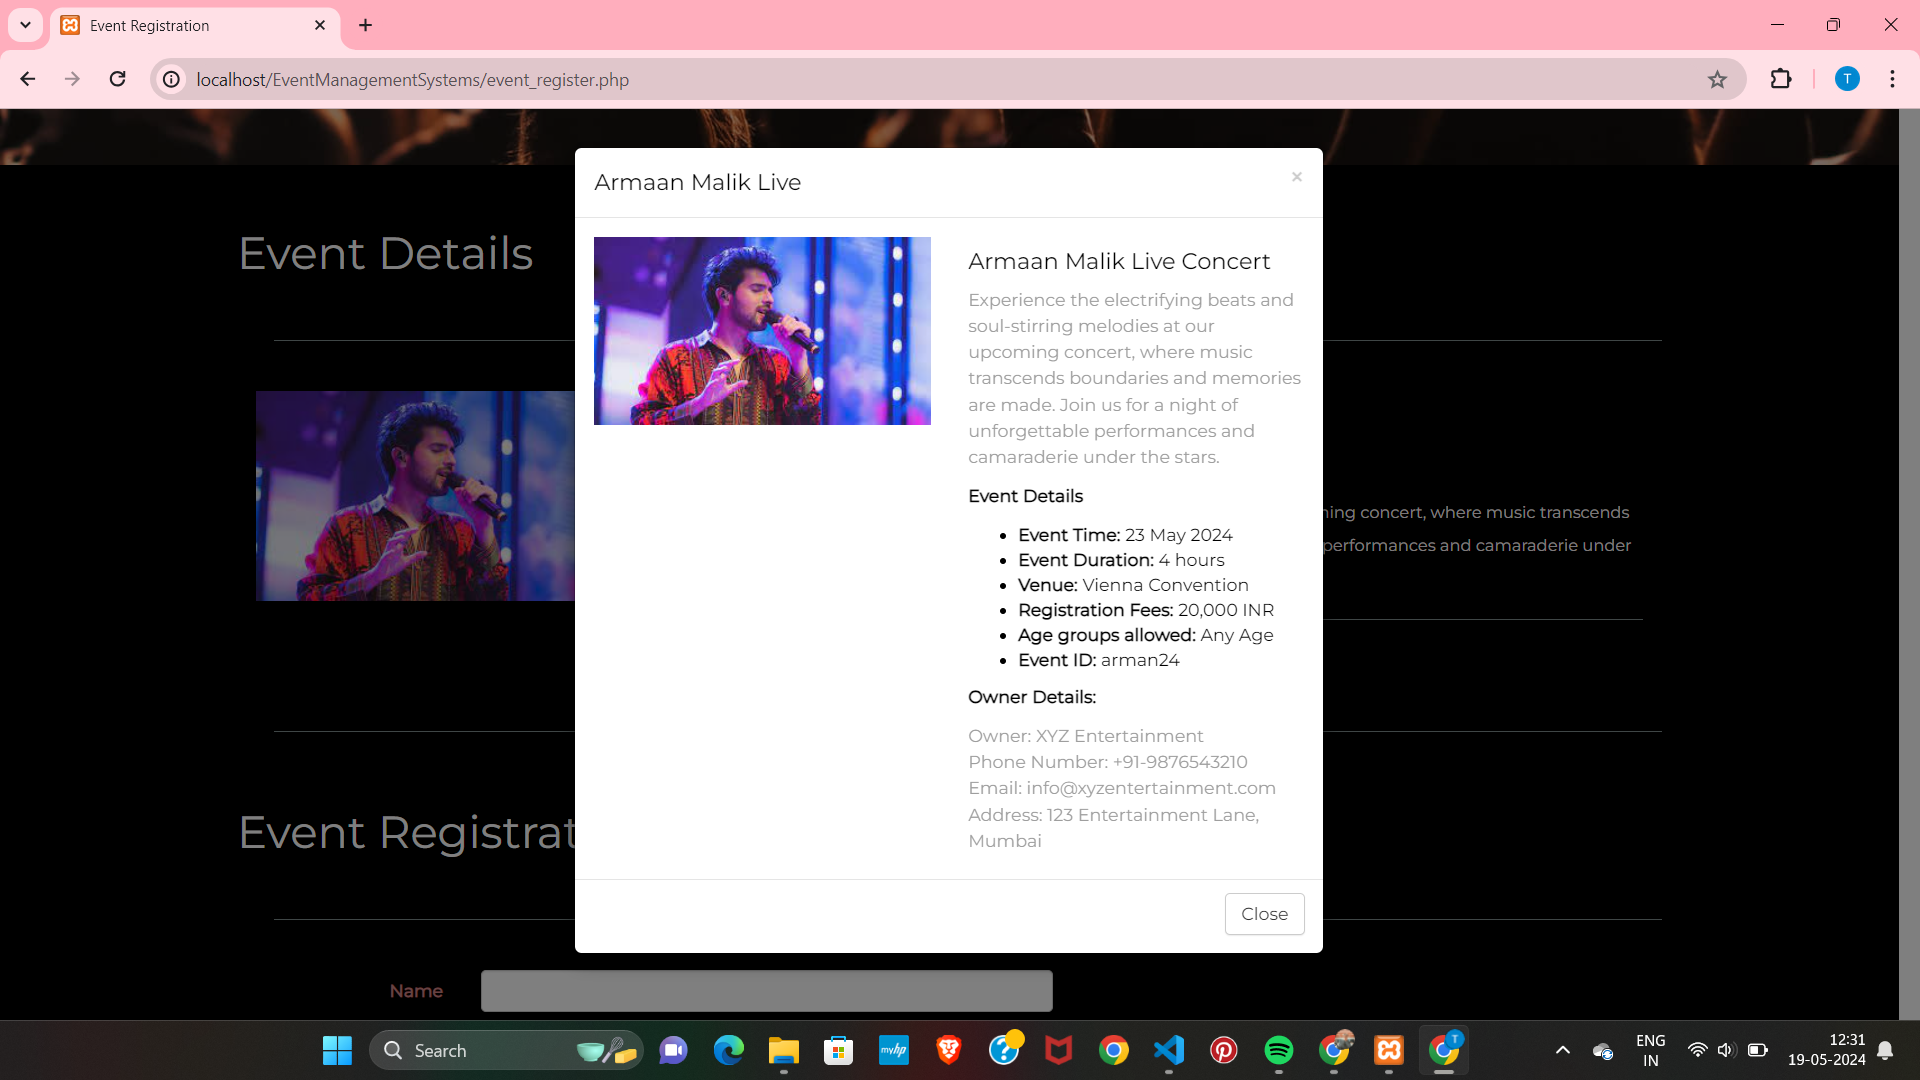 Event Registration
localhost/EventManagementSystems/event_register.php
T
Armaan Malik Live
×
Event Details
Armaan Malik Live Concert
Experience the electrifying beats and
soul-stirring melodies at our
upcoming concert, where music
transcends boundaries and memories
are made. Join us for a night of
unforgettable performances and
camaraderie under the stars.
Event Details
Event Time: 23 May 2024
Event Duration: 4 hours
Venue: Vienna Convention
Registration Fees: 20,000 INR
Age groups allowed: Any Age
Event ID: arman24
Owner Details:
Owner: XYZ Entertainment
Phone Number: +91-9876543210
Email: info@xyzentertainment.com
Address: 123 Entertainment Lane,
Mumbai
Close
ning concert, where music transcends
performances and camaraderie under
Event Registrat
Name
Search
myhp
T
ENG
IN
12:31
19-05-2024